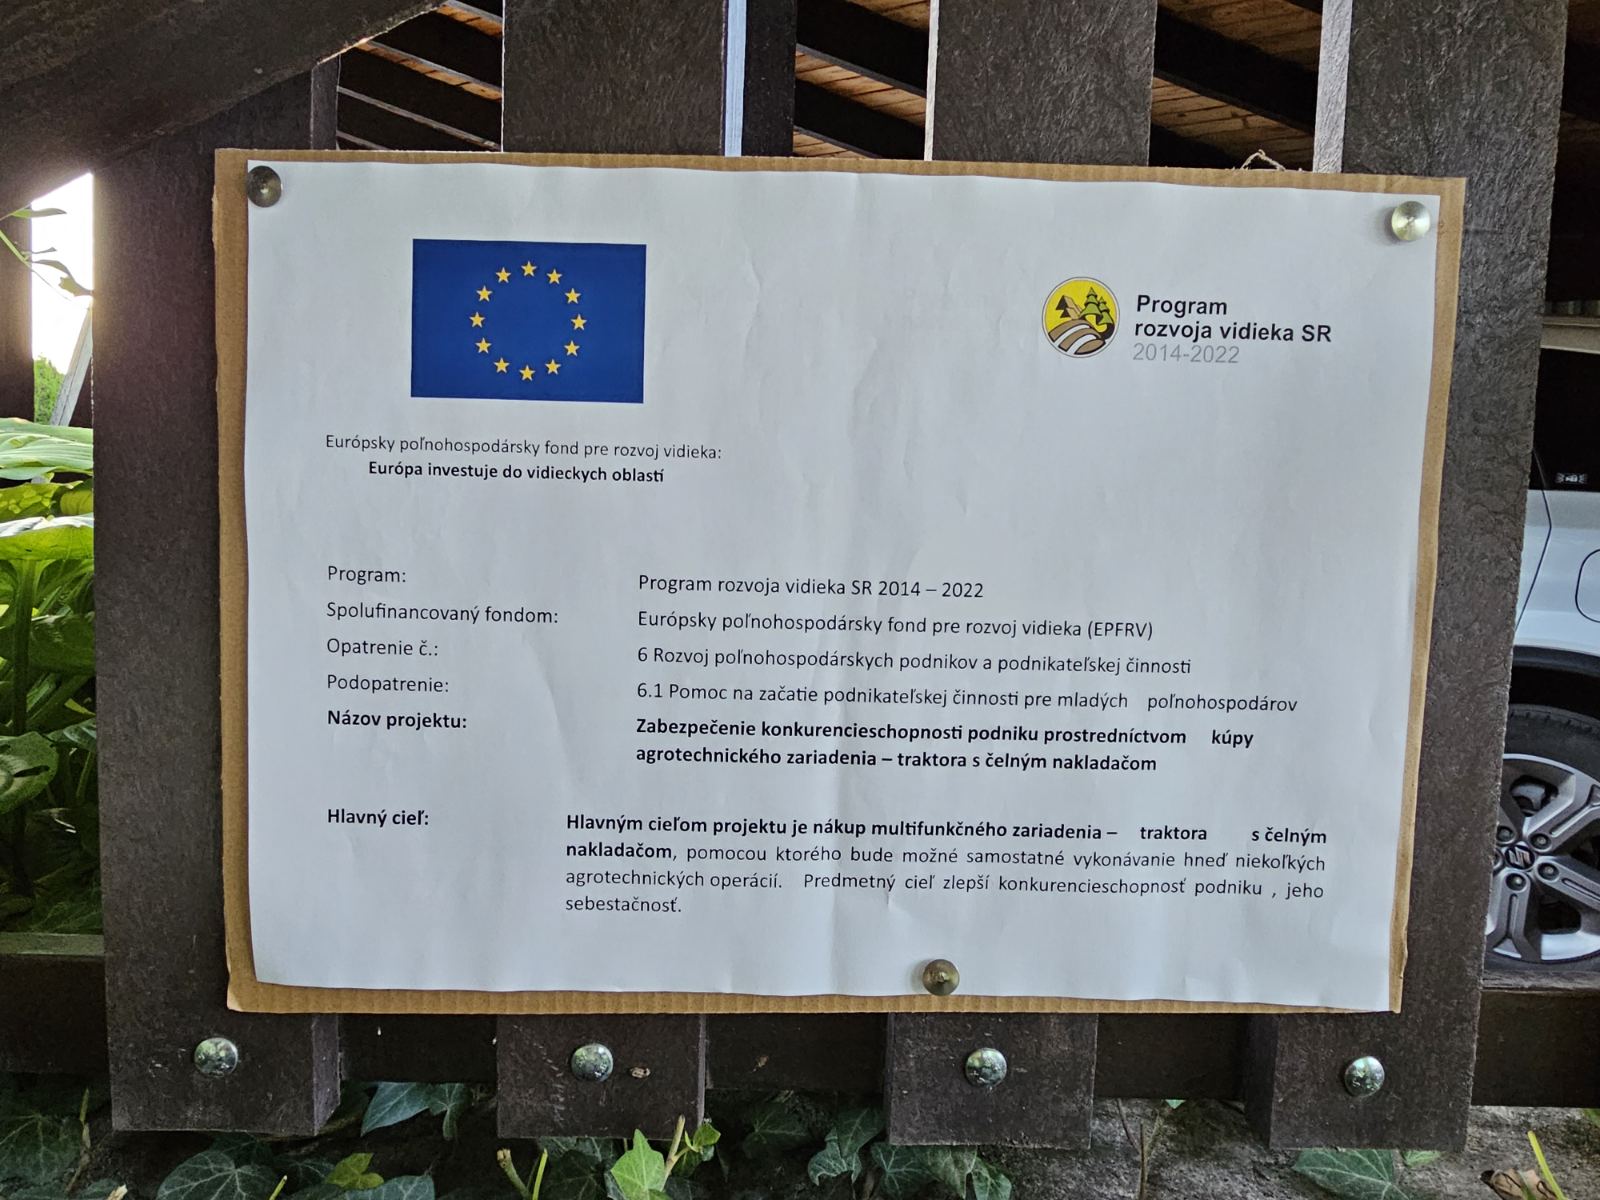 Program
rozvoja vidieka SR
2014-2022
Európsky poľnohospodársky fond pre rozvoj vidieka:
Európa investuje do vidieckych oblastí
Program: Program rozvoja vidieka SR 2014 – 2022
Spolufinancovaný fondom: Európsky poľnohospodársky fond pre rozvoj vidieka (EPFRV)
Opatrenie č.: 6 Rozvoj poľnohospodárskych podnikov a podnikateľskej činnosti
Podopatrenie: 6.1 Pomoc na začatie podnikateľskej činnosti pre mladých poľnohospodárov
Názov projektu: Zabezpečenie konkurencieschopnosti podniku prostredníctvom kúpy
agrotechnického zariadenia – traktora s čelným nakladačom
Hlavný cieľ: Hlavným cieľom projektu je nákup multifunkčného zariadenia – traktora s čelným
nakladačom, pomocou ktorého bude možné samostatné vykonávanie hneď niekoľkých
agrotechnických operácií. Predmetný cieľ zlepší konkurencieschopnosť podniku , jeho
sebestačnosť.